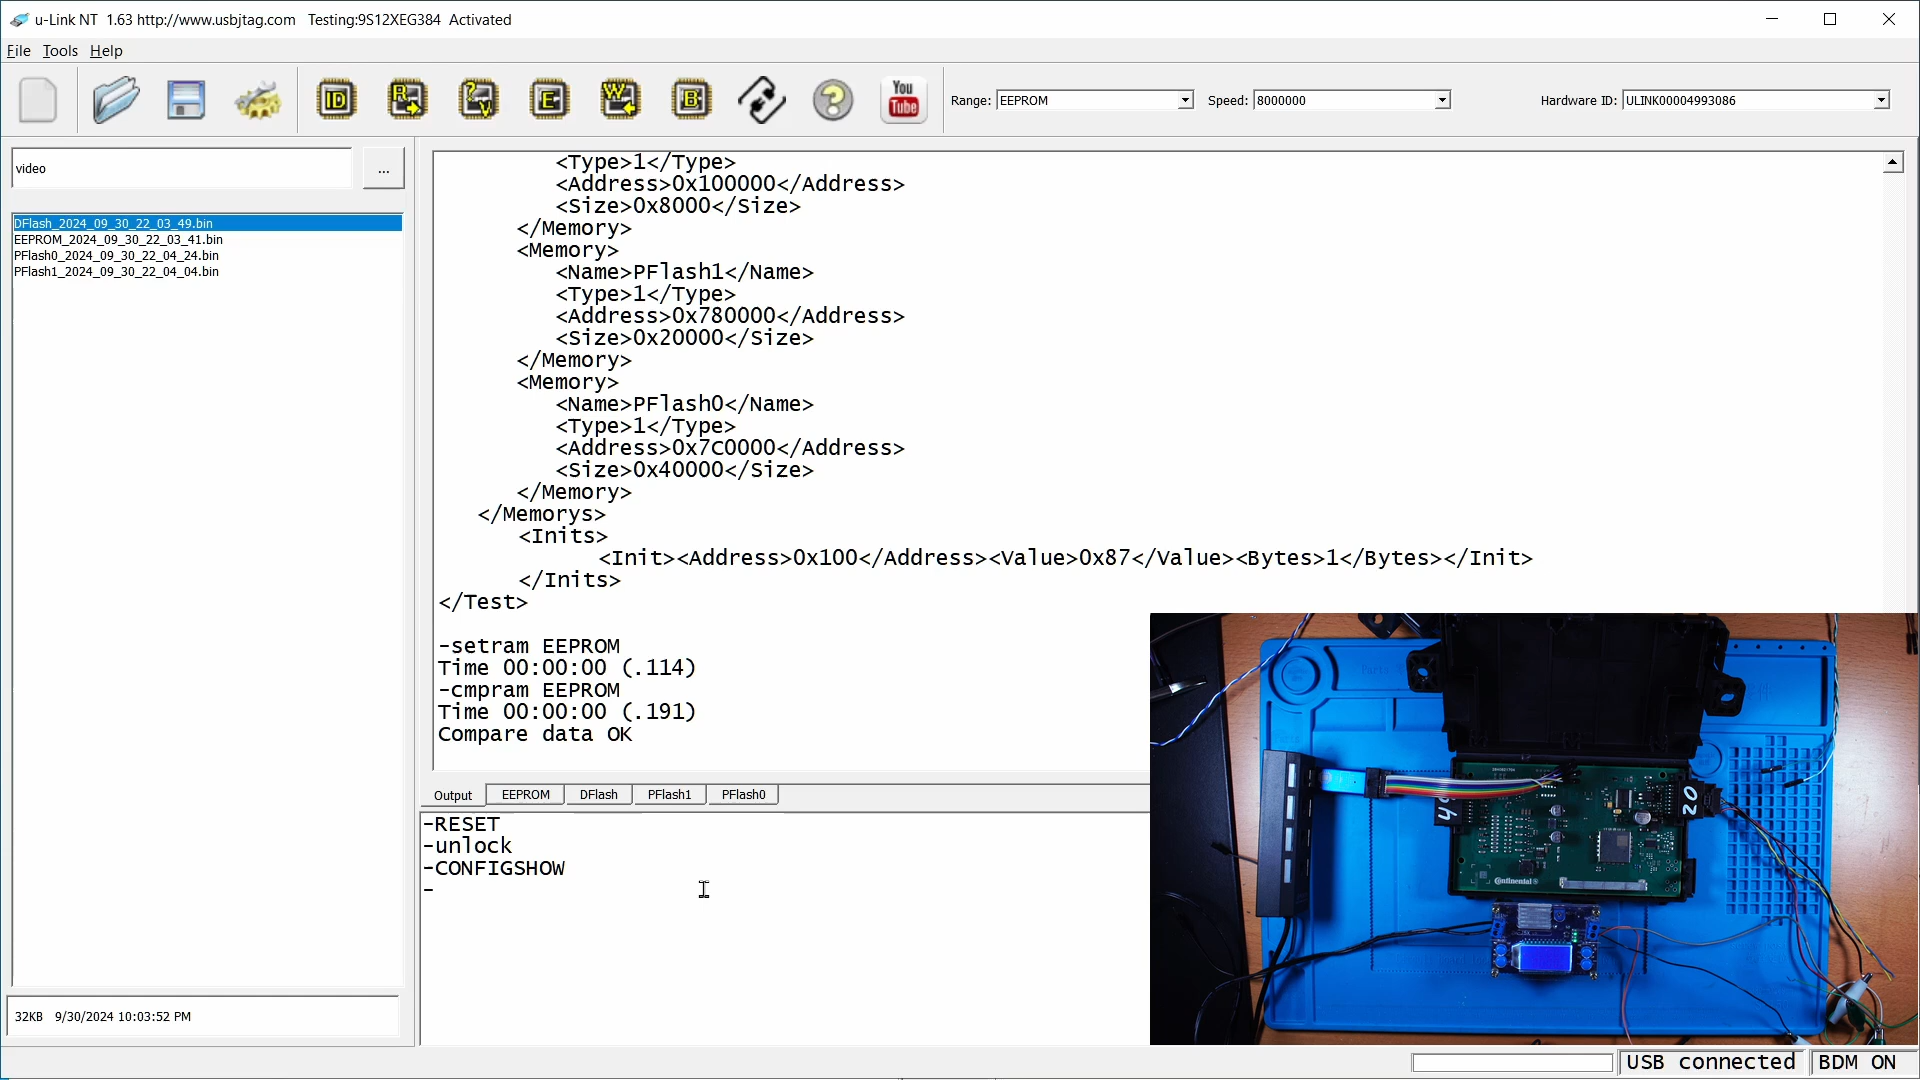 u-Link NT 1.63 http://www.usbjtag.com Testing:9S12XEG384 Activated
File Tools Help
ID
R
?
V
E
W
B
?
You
Tube
Range: EEPROM
Speed: 8000000
Hardware ID: ULINK00004993086
video
...
DFlash_2024_09_30_22_03_49.bin
EEPROM_2024_09_30_22_03_41.bin
PFlash0_2024_09_30_22_04_24.bin
PFlash1_2024_09_30_22_04_04.bin
32KB 9/30/2024 10:03:52 PM
<Type>1</Type>
<Address>0x100000</Address>
<Size>0x8000</Size>
</Memory>
<Memory>
<Name>PFlash1</Name>
<Type>1</Type>
<Address>0x780000</Address>
<Size>0x20000</Size>
</Memory>
<Memory>
<Name>PFlash0</Name>
<Type>1</Type>
<Address>0x7C0000</Address>
<Size>0x40000</Size>
</Memory>
</Memorys>
<Inits>
<Init><Address>0x100</Address><Value>0x87</Value><Bytes>1</Bytes></Init>
</Inits>
</Test>
-setram EEPROM
Time 00:00:00 (.114)
-cmpram EEPROM
Time 00:00:00 (.191)
Compare data OK
Output EEPROM DFlash PFlash1 PFlash0
-RESET
-unlock
-CONFIGSHOW
-
20
Continental
USB connected
BDM ON